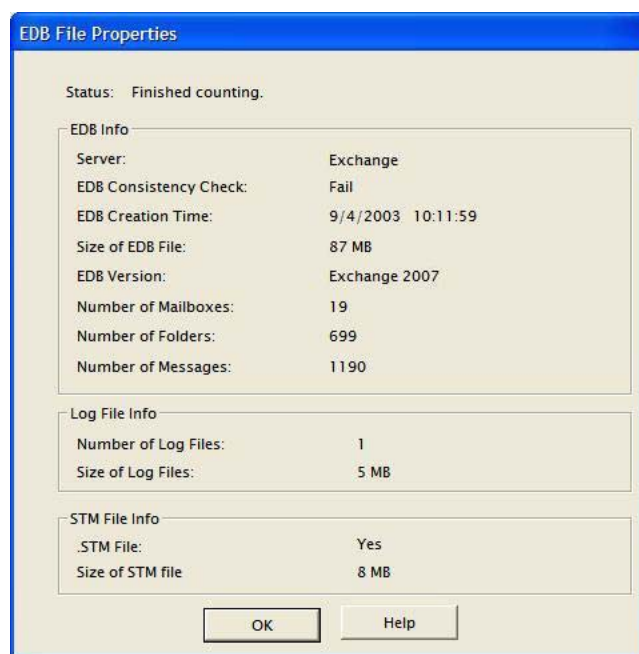 EDB File Properties
Status: Finished counting.
EDB Info
Server: Exchange
EDB Consistency Check: Fail
EDB Creation Time: 9/4/2003 10:11:59
Size of EDB File: 87 MB
EDB Version: Exchange 2007
Number of Mailboxes: 19
Number of Folders: 699
Number of Messages: 1190
Log File Info
Number of Log Files: 1
Size of Log Files: 5 MB
STM File Info
.STM File: Yes
Size of STM file 8 MB
OK Help